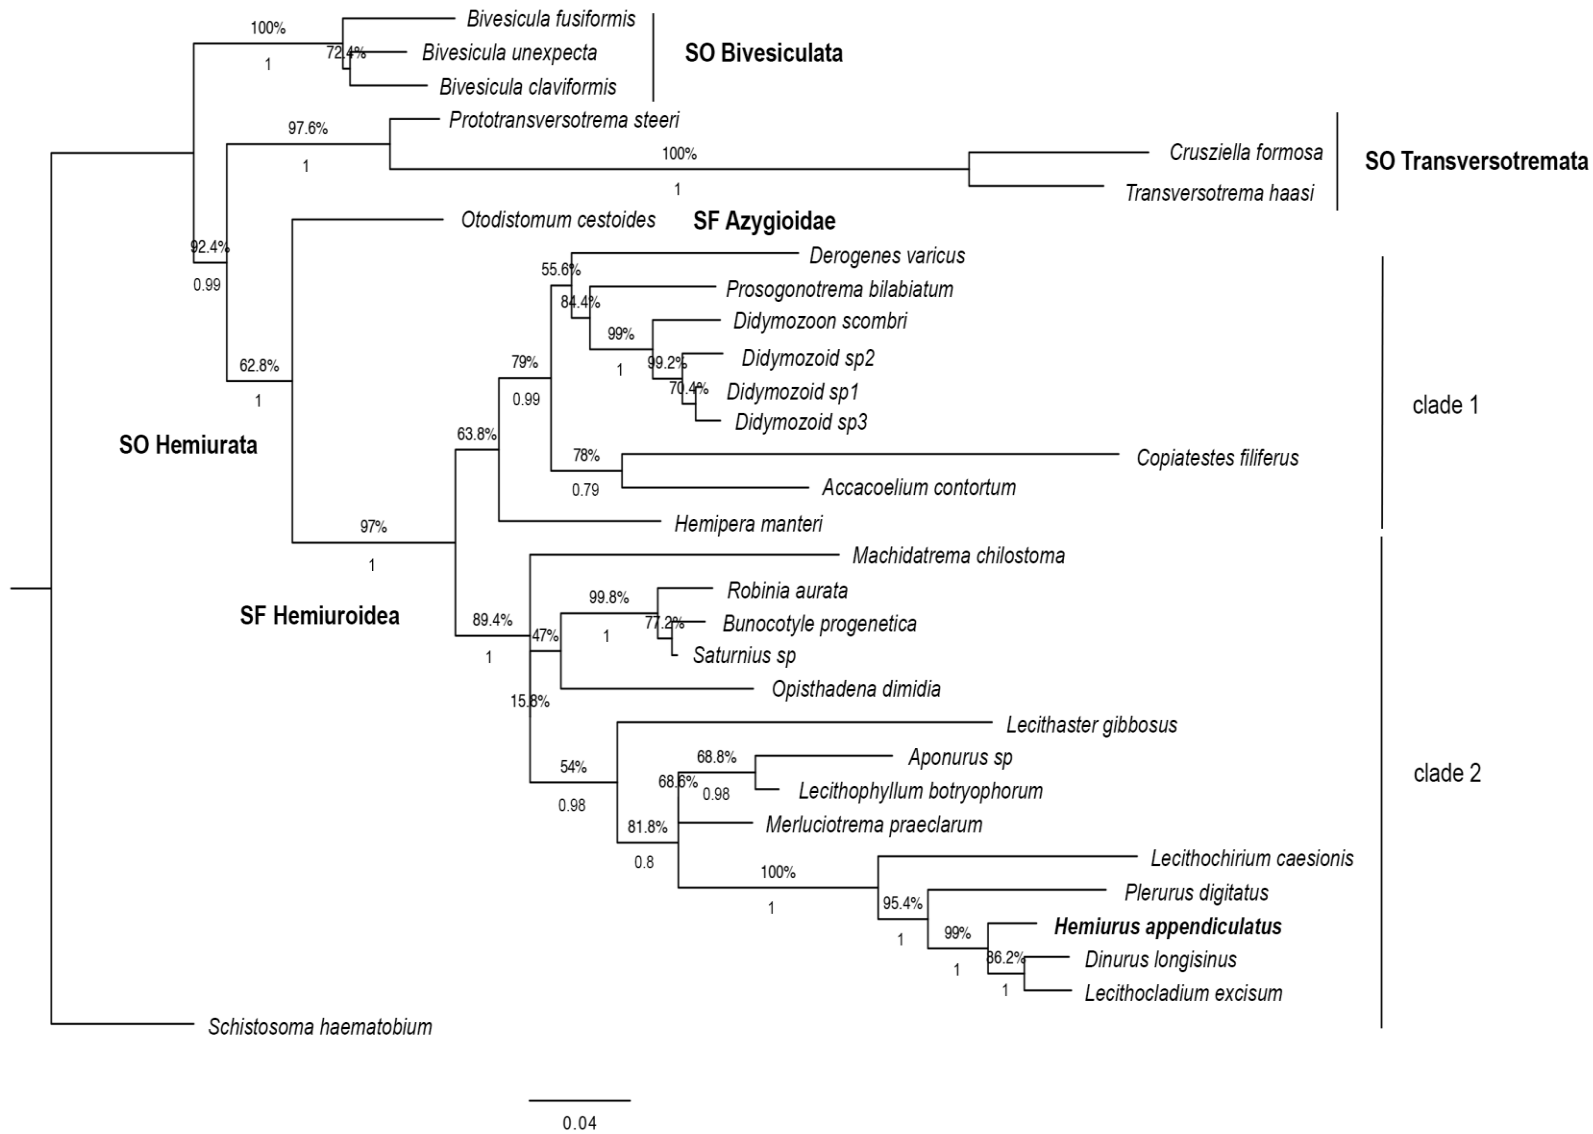 Bivesicula fusiformis
100%
72.4%
Bivesicula unexpecta
SO Bivesiculata
1
Bivesicula claviformis
Prototransversotrema steeri
97.6%
1
100%
Crusziella formosa
SO Transversotremata
1
Transversotrema haasi
Otodistomum cestoides
SF Azygioidae
92.4%
0.99
Derogenes varicus
55.6%
84.4%
Prosogonotrema bilabiatum
Didymozoon scombri
99%
1
99.2%
Didymozoid sp2
62.8%
1
79%
0.99
70.4%
Didymozoid sp1
Didymozoid sp3
clade 1
SO Hemiurata
63.8%
78%
0.79
Copiatestes filiferus
Accacoelium contortum
Hemipera manteri
97%
1
Machidatrema chilostoma
Robinia aurata
99.8%
1
SF Hemiuroidea
89.4%
1
47%
77.2%
Bunocotyle progenetica
Saturnius sp
Opisthadena dimidia
15.8%
Lecithaster gibbosus
54%
0.98
68.8%
0.98
Aponurus sp
clade 2
68.6%
Lecithophyllum botryophorum
81.8%
0.8
Merluciotrema praeclarum
Lecithochirium caesionis
100%
1
Plerurus digitatus
95.4%
1
Hemiurus appendiculatus
99%
1
86.2%
1
Dinurus longisinus
Lecithocladium excisum
Schistosoma haematobium
0.04